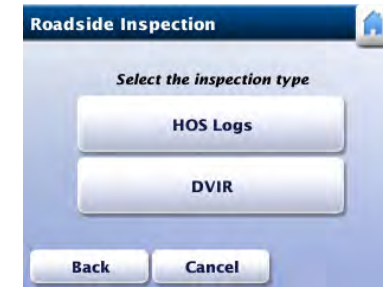 Roadside Inspection
Select the inspection type
HOS Logs
DVIR
Back Cancel